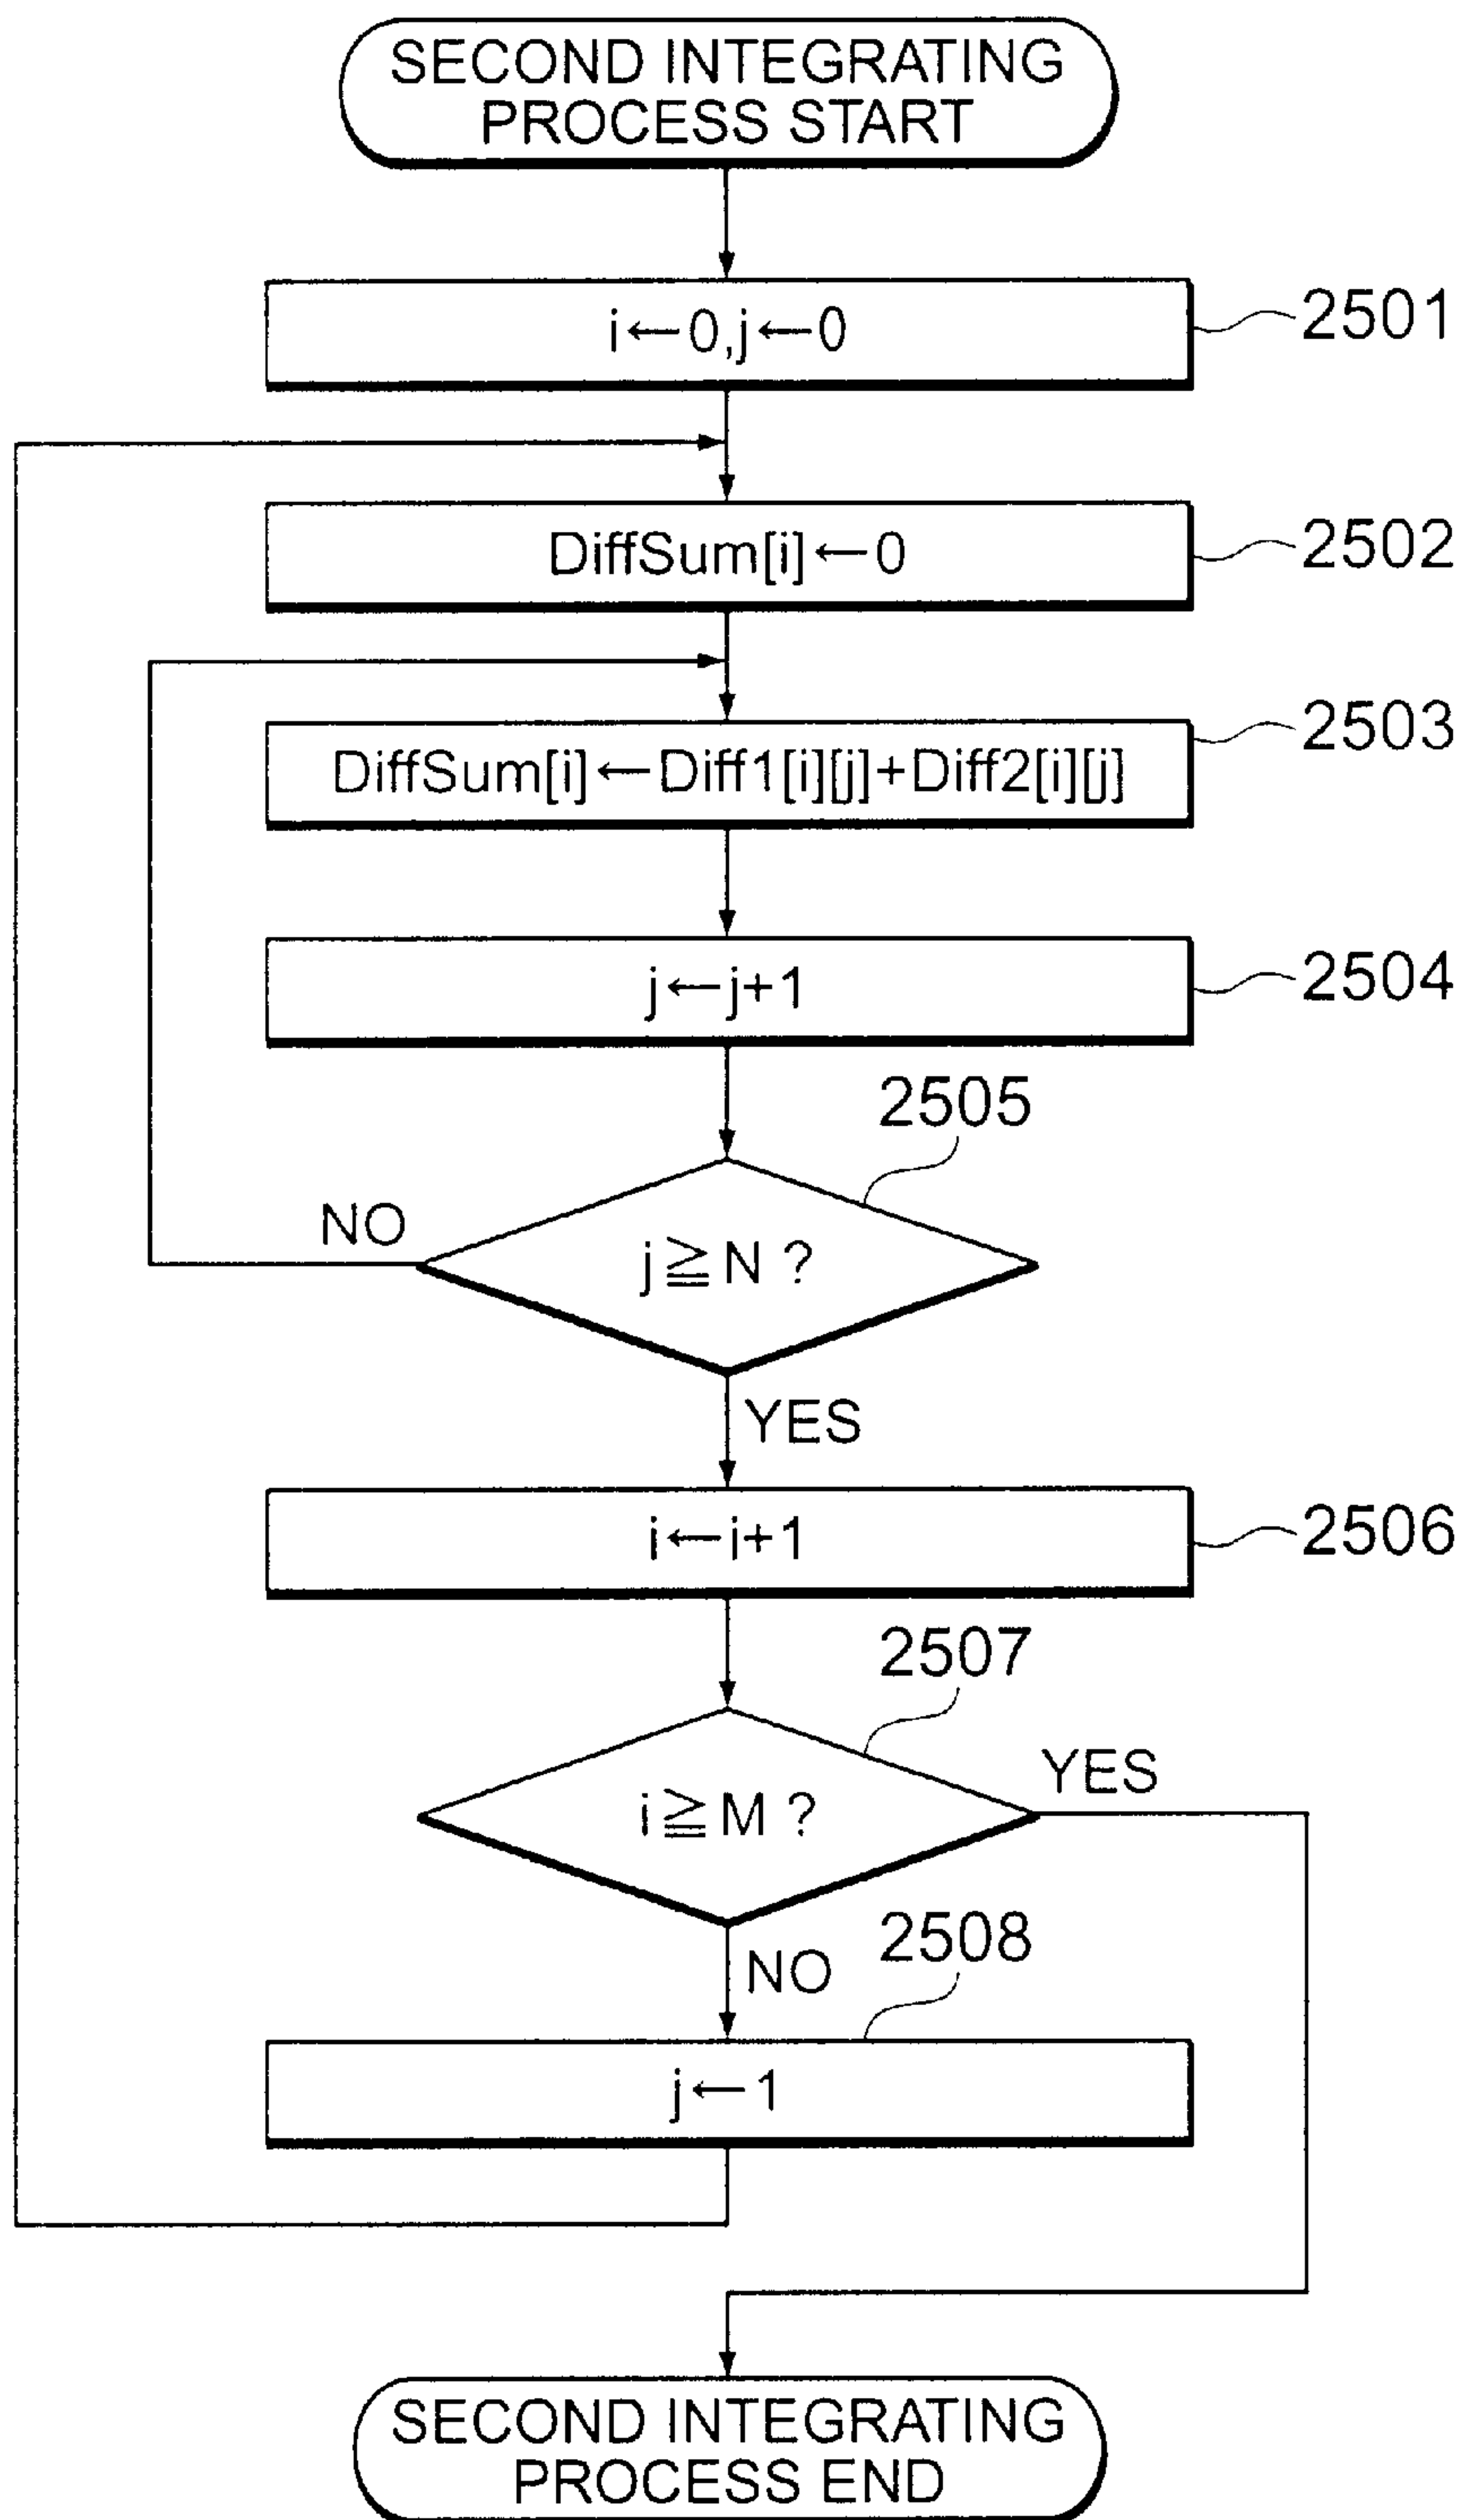 SECOND INTEGRATING
PROCESS START
i←0,j←0
2501
DiffSum[i]←0
2502
DiffSum[i]←Diff1[i][j]+Diff2[i][j]
2503
j←j+1
2504
2505
j≧N ?
NO
YES
i←i+1
2506
2507
i≧M ?
YES
NO
2508
j←1
SECOND INTEGRATING
PROCESS END